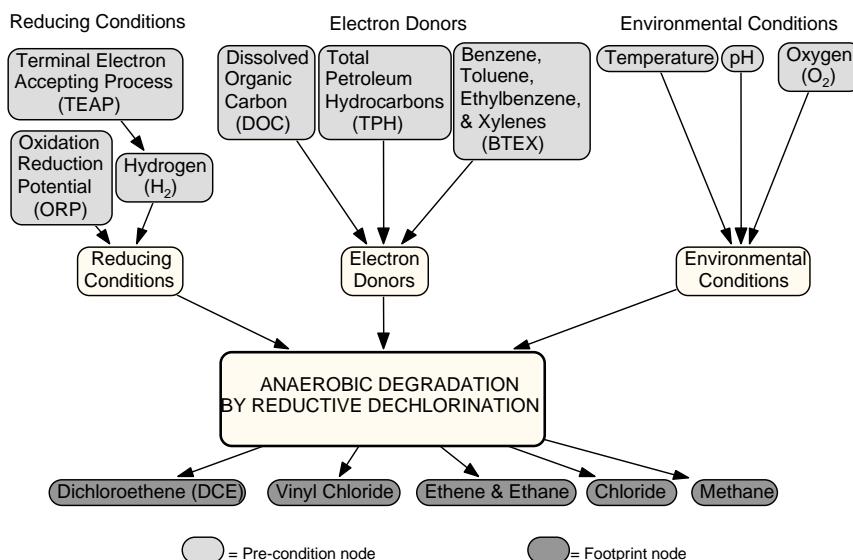 Reducing Conditions
Electron Donors
Environmental Conditions
Terminal Electron
Accepting Process
(TEAP)
Oxidation
Reduction
Potential
(ORP)
Hydrogen
(H₂)
Dissolved
Organic
Carbon
(DOC)
Total
Petroleum
Hydrocarbons
(TPH)
Benzene,
Toluene,
Ethylbenzene,
& Xylenes
(BTEX)
Temperature
pH
Oxygen
(O₂)
Reducing
Conditions
Electron
Donors
Environmental
Conditions
ANAEROBIC DEGRADATION
BY REDUCTIVE DECHLORINATION
Dichloroethene (DCE)
Vinyl Chloride
Ethene & Ethane
Chloride
Methane
= Pre-condition node
= Footprint node